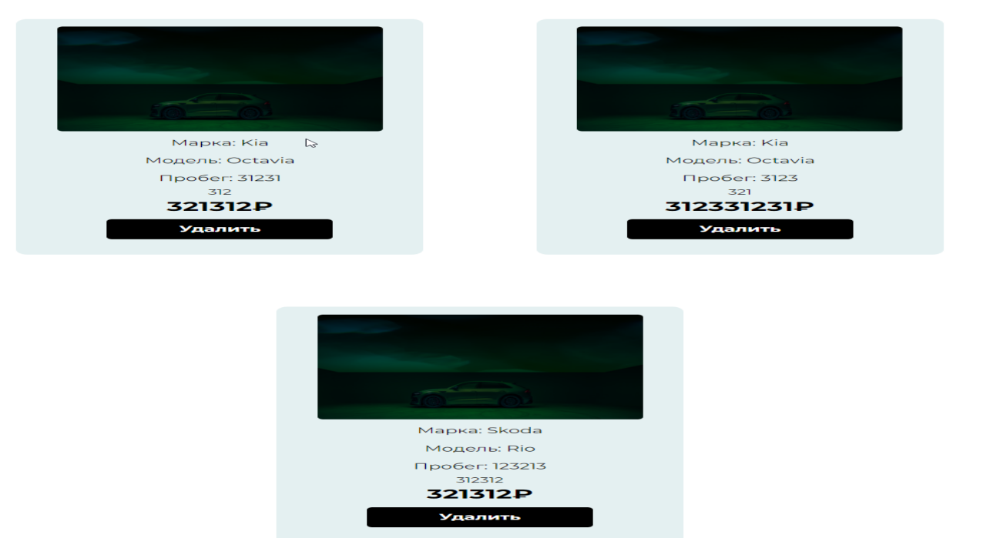 Марка: Kia
Модель: Octavia
Пробег: 31231
312
321312₽
Удалить
Марка: Kia
Модель: Octavia
Пробег: 3123
321
312331231₽
Удалить
Марка: Skoda
Модель: Rio
Пробег: 123213
312312
321312₽
Удалить